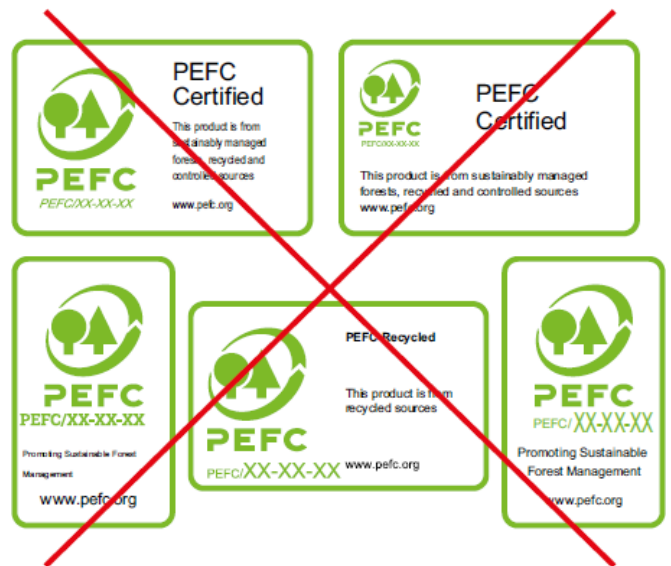 PEFC
Certified
This product is from
sustainably managed
forests, recycled and
controlled sources
www.pefc.org
PEFC
PEFC/XX-XX-XX
PEFC
Certified
PEFC
PEFC/XX-XX-XX
This product is from sustainably managed
forests, recycled and controlled sources
www.pefc.org
PEFC
PEFC/XX-XX-XX
Promoting Sustainable Forest
Management
www.pefc.org
PEFC Recycled
This product is from
recycled sources
PEFC
PEFC/XX-XX-XX
www.pefc.org
PEFC
PEFC/XX-XX-XX
Promoting Sustainable
Forest Management
www.pefc.org